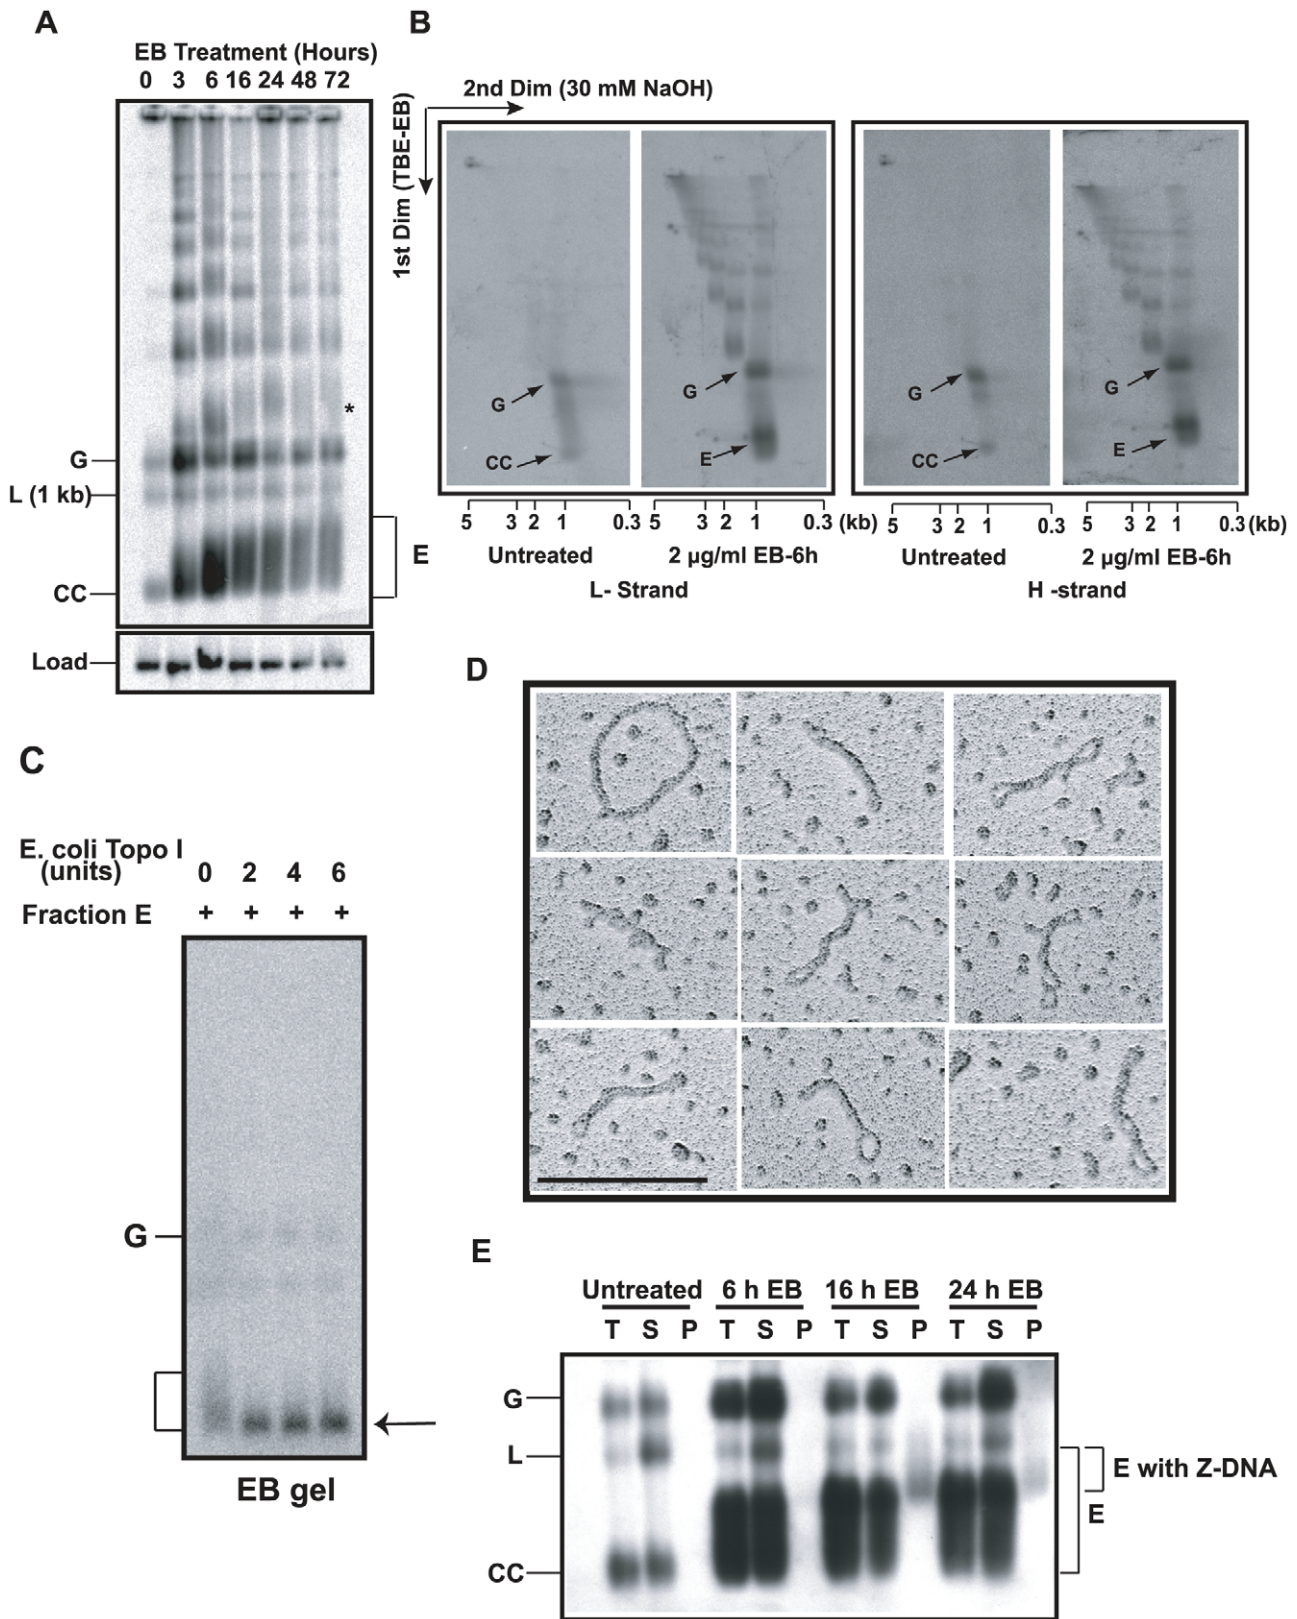 A
EB Treatment (Hours)
0 3 6 16 24 48 72
*
G
L (1 kb)
E
CC
Load
B
2nd Dim (30 mM NaOH)
1st Dim (TBE-EB)
G
CC
G
E
G
CC
G
E
5 3 2 1 0.3 5 3 2 1 0.3 (kb) 5 3 2 1 0.3 5 3 2 1 0.3 (kb)
Untreated 2 µg/ml EB-6h Untreated 2 µg/ml EB-6h
L- Strand H -strand
C
E. coli Topo I
(units) 0 2 4 6
Fraction E + + + +
G
EB gel
D
E
Untreated 6 h EB 16 h EB 24 h EB
T S P T S P T S P T S P
G
L
E with Z-DNA
E
CC